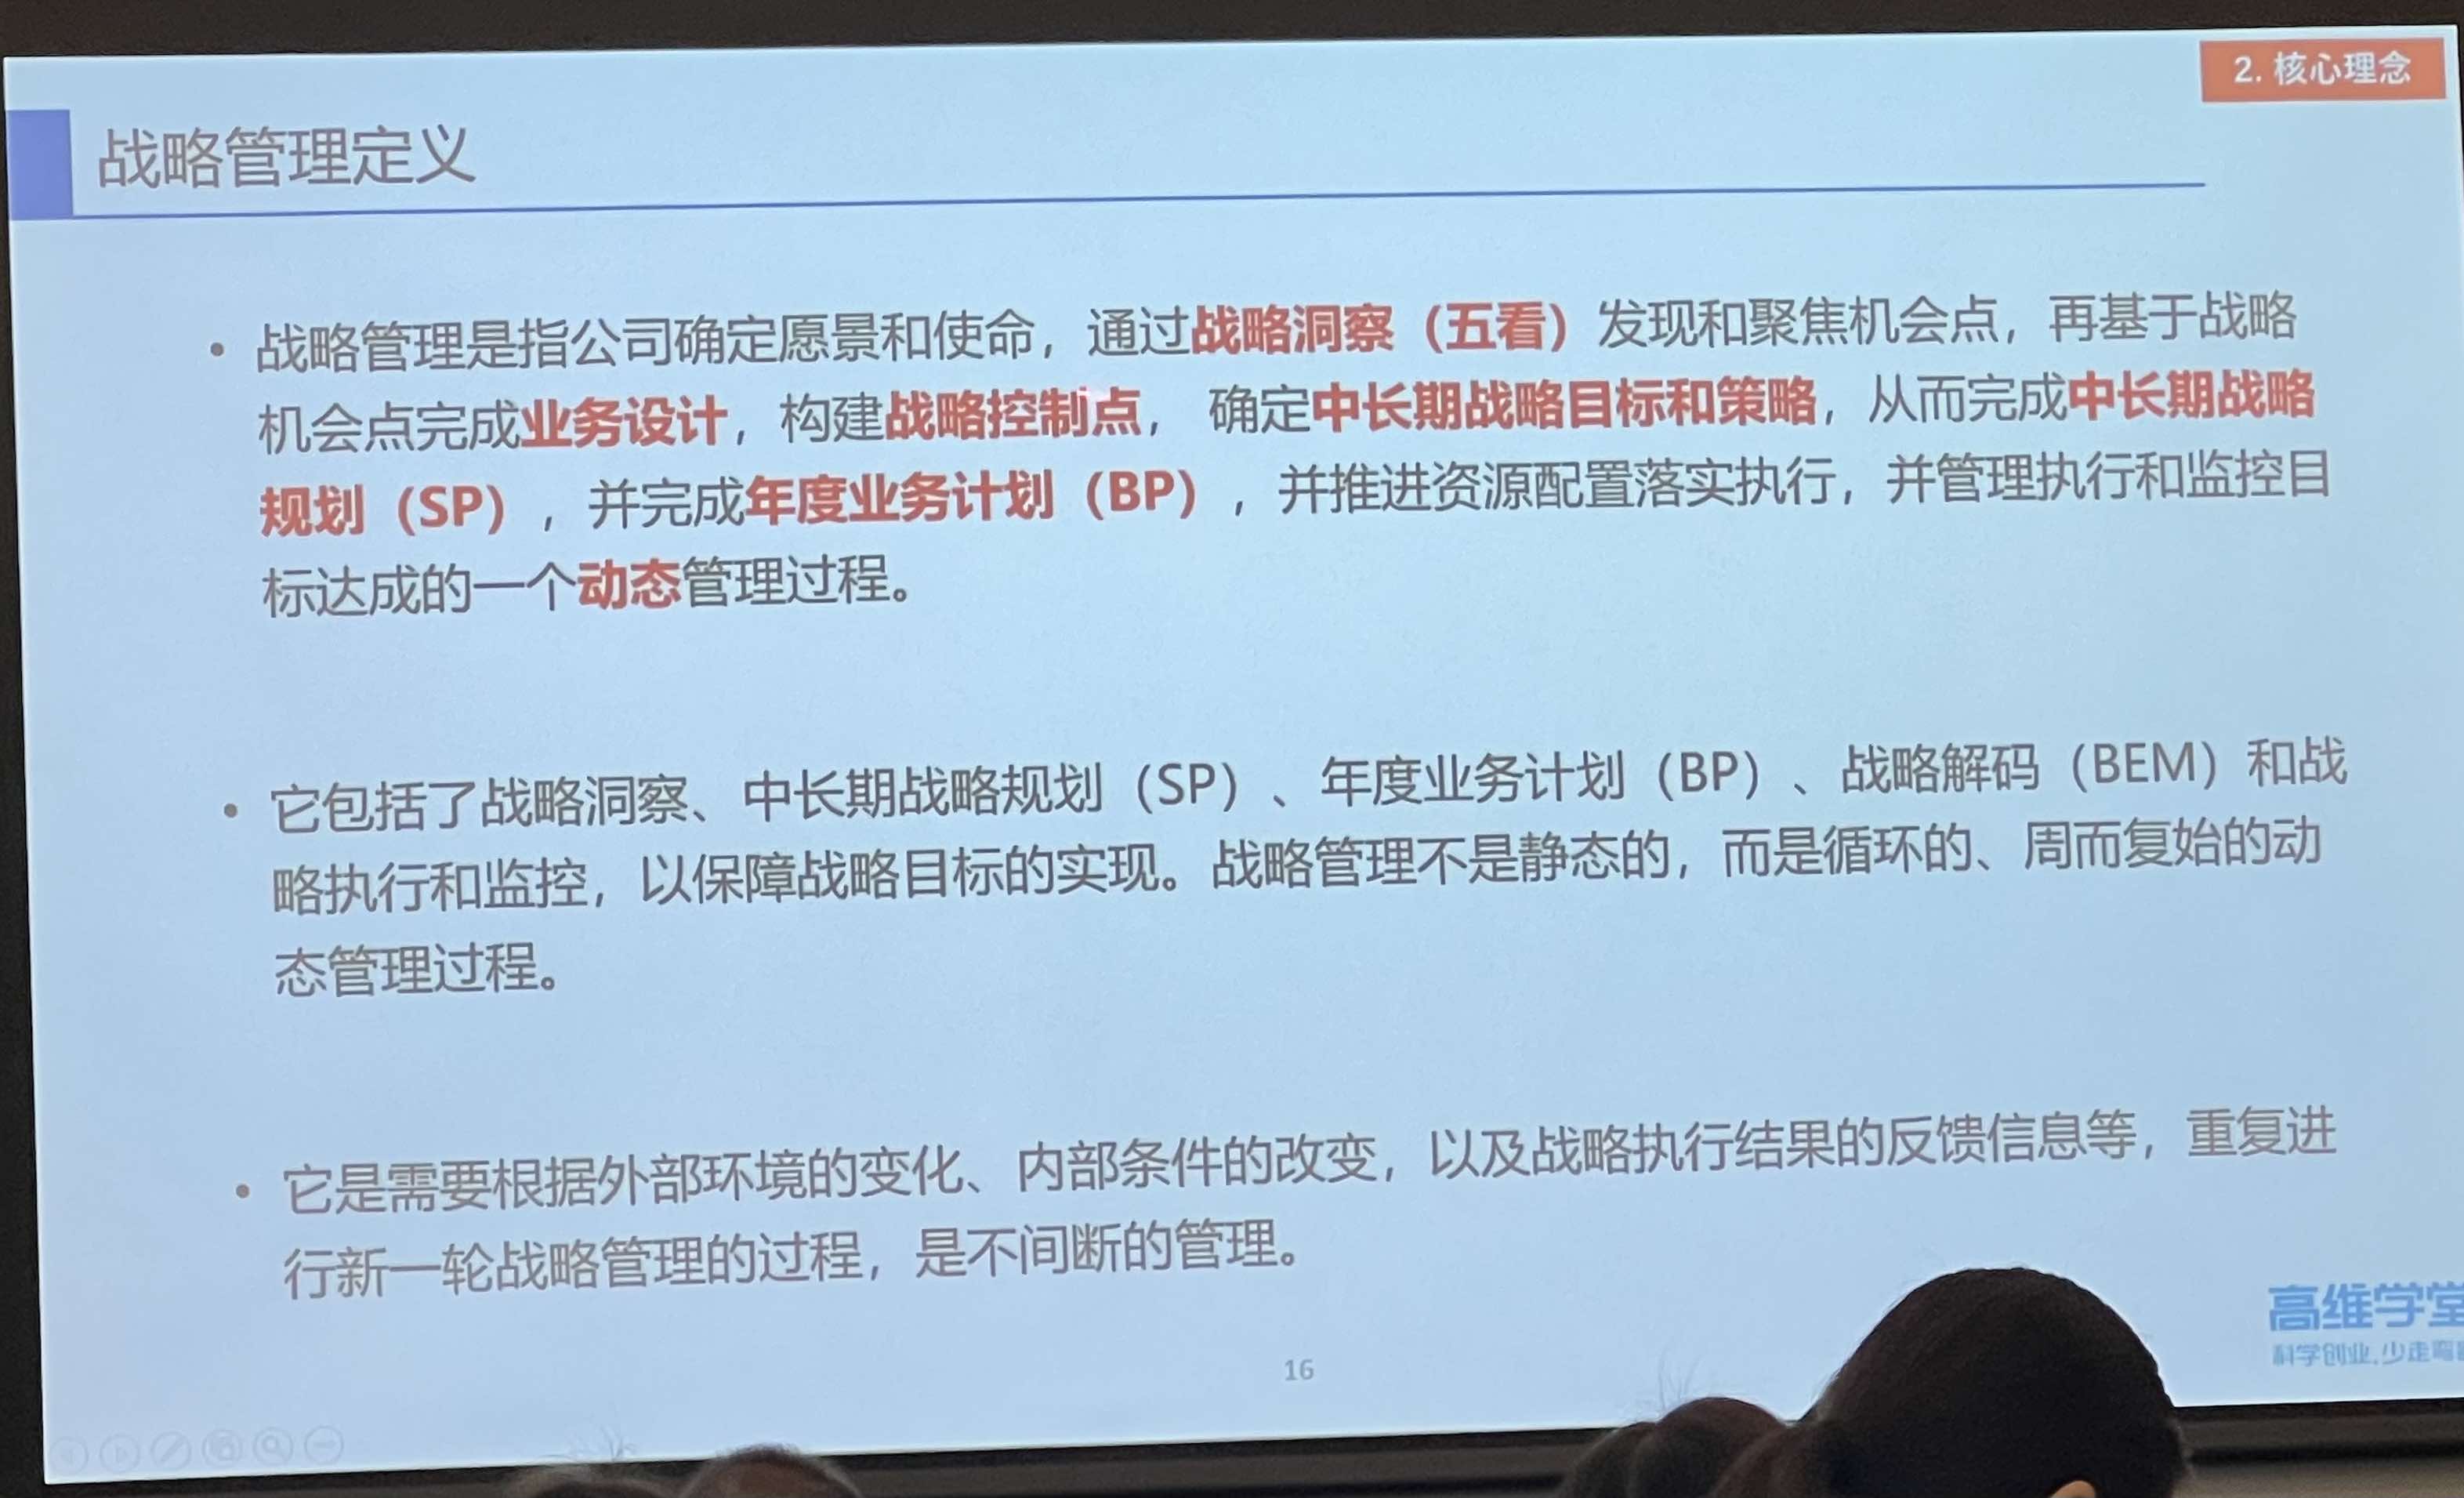 2. 核心理念
战略管理定义
• 战略管理是指公司确定愿景和使命，通过战略洞察（五看）发现和聚焦机会点，再基于战略
机会点完成业务设计，构建战略控制点， 确定中长期战略目标和策略，从而完成中长期战略
规划（SP），并完成年度业务计划（BP），并推进资源配置落实执行，并管理执行和监控目
标达成的一个动态管理过程。
• 它包括了战略洞察、中长期战略规划（SP）、年度业务计划（BP）、战略解码（BEM）和战
略执行和监控，以保障战略目标的实现。战略管理不是静态的，而是循环的、周而复始的动
态管理过程。
• 它是需要根据外部环境的变化、内部条件的改变，以及战略执行结果的反馈信息等，重复进
行新一轮战略管理的过程，是不间断的管理。
高维学堂
科学创业.少走弯
16